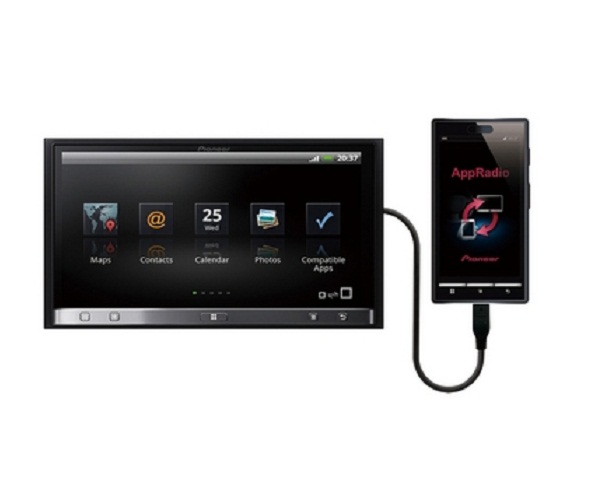 Pioneer
20:37
@
25
Wed
Maps
Contacts
Calendar
Photos
Compatible
Apps
AppRadio
Pioneer